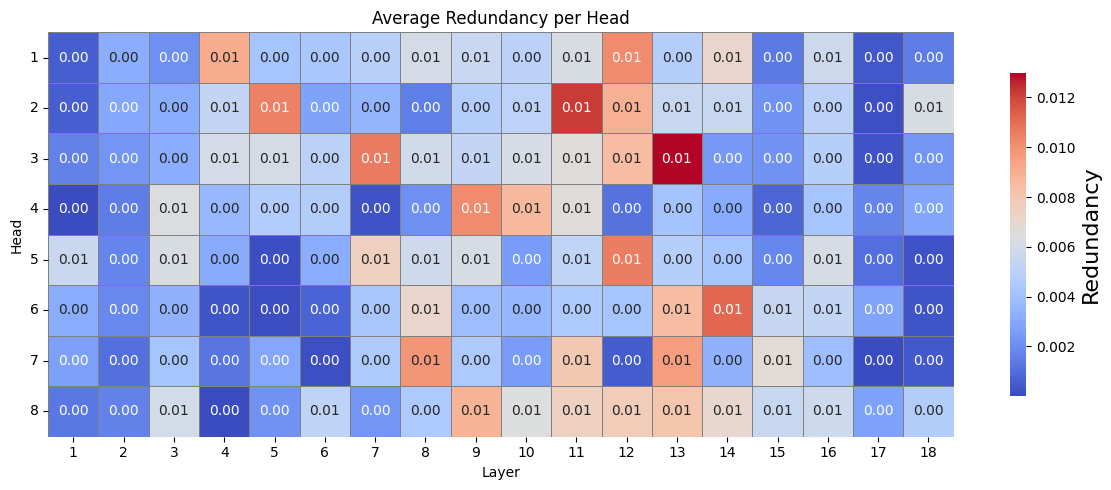 Average Redundancy per Head
1 0.00 0.00 0.00 0.01 0.00 0.00 0.00 0.01 0.01 0.00 0.01 0.01 0.00 0.01 0.00 0.01 0.00 0.00
2 0.00 0.00 0.00 0.01 0.01 0.00 0.00 0.00 0.00 0.01 0.01 0.01 0.01 0.01 0.00 0.00 0.00 0.01
3 0.00 0.00 0.00 0.01 0.01 0.00 0.01 0.01 0.01 0.01 0.01 0.01 0.01 0.00 0.00 0.00 0.00 0.00
4 0.00 0.00 0.01 0.00 0.00 0.00 0.00 0.00 0.01 0.01 0.01 0.00 0.00 0.00 0.00 0.00 0.00 0.00
5 0.01 0.00 0.01 0.00 0.00 0.00 0.01 0.01 0.01 0.00 0.01 0.01 0.00 0.00 0.00 0.01 0.00 0.00
6 0.00 0.00 0.00 0.00 0.00 0.00 0.00 0.01 0.00 0.00 0.00 0.00 0.01 0.01 0.01 0.01 0.00 0.00
7 0.00 0.00 0.00 0.00 0.00 0.00 0.00 0.01 0.00 0.00 0.01 0.00 0.01 0.00 0.01 0.00 0.00 0.00
8 0.00 0.00 0.01 0.00 0.00 0.01 0.00 0.00 0.01 0.01 0.01 0.01 0.01 0.01 0.01 0.01 0.00 0.00
1 2 3 4 5 6 7 8 9 10 11 12 13 14 15 16 17 18
Layer
Head
0.012
0.010
0.008
0.006
0.004
0.002
Redundancy